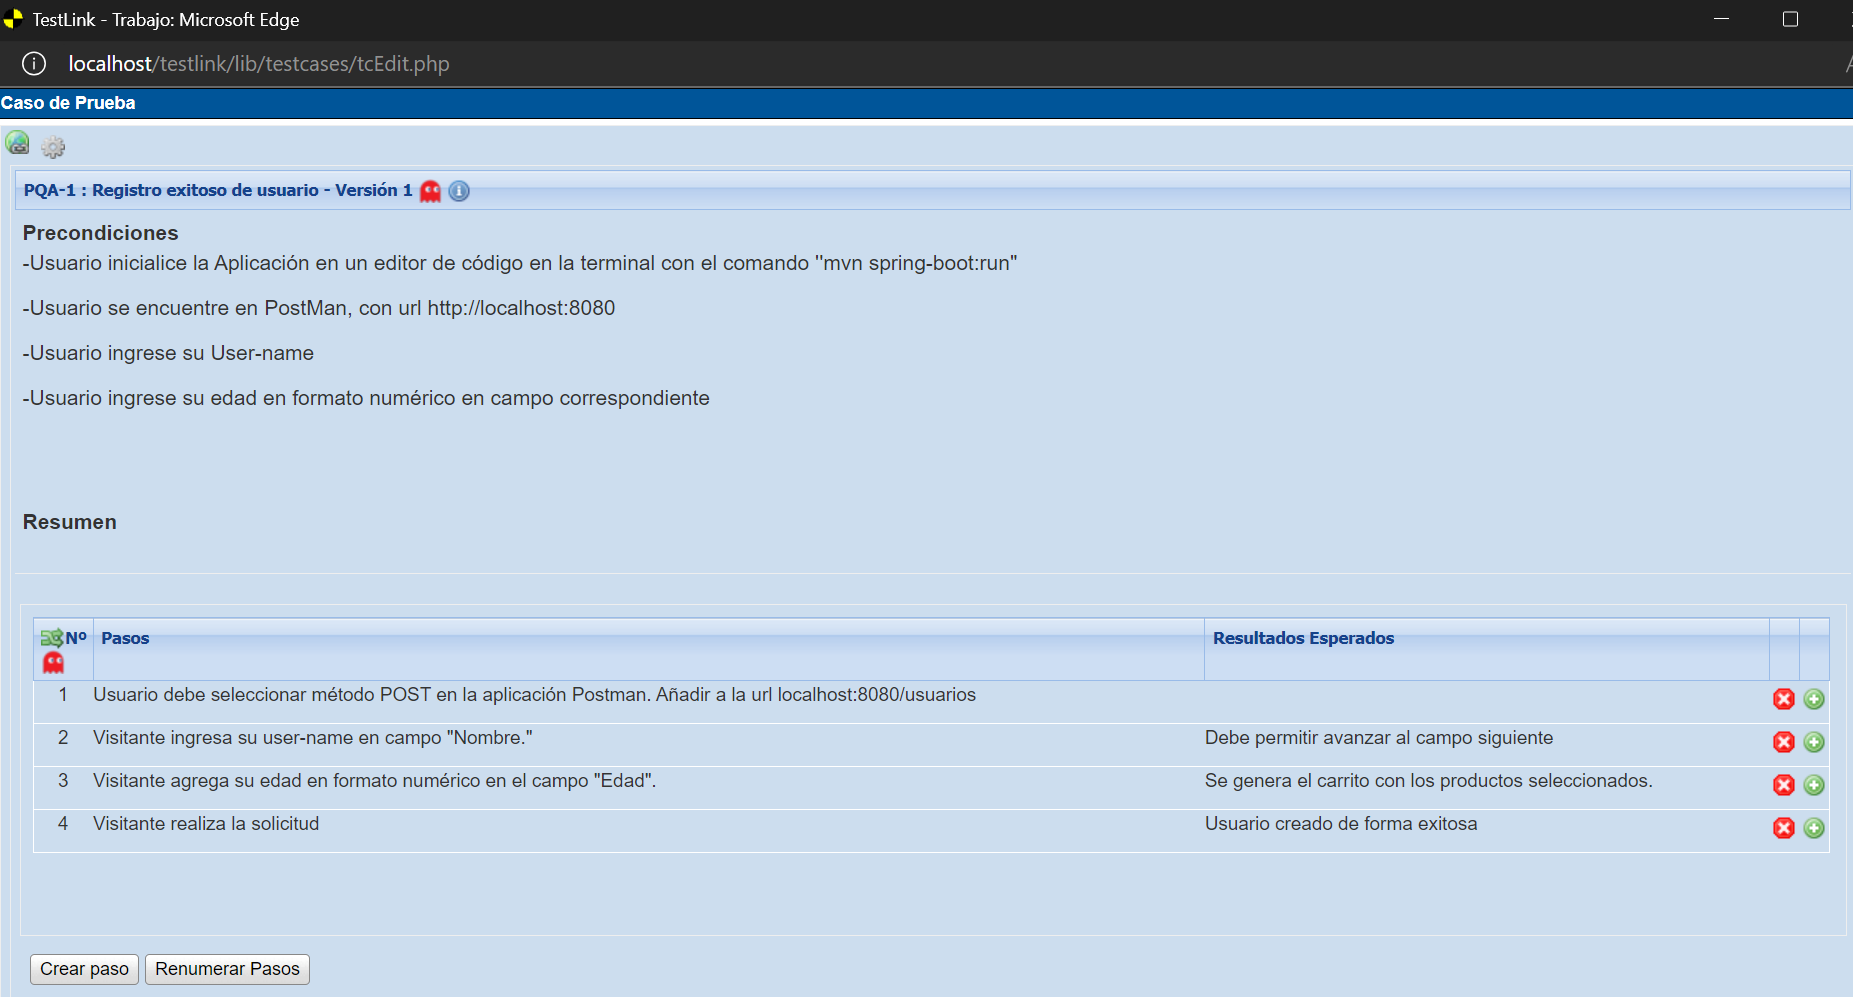 TestLink - Trabajo: Microsoft Edge
localhost/testlink/lib/testcases/tcEdit.php
Caso de Prueba
PQA-1 : Registro exitoso de usuario - Versión 1
Precondiciones
-Usuario inicialice la Aplicación en un editor de código en la terminal con el comando "mvn spring-boot:run"
-Usuario se encuentre en PostMan, con url http://localhost:8080
-Usuario ingrese su User-name
-Usuario ingrese su edad en formato numérico en campo correspondiente
Resumen
Nº Pasos Resultados Esperados
1 Usuario debe seleccionar método POST en la aplicación Postman. Añadir a la url localhost:8080/usuarios
2 Visitante ingresa su user-name en campo "Nombre." Debe permitir avanzar al campo siguiente
3 Visitante agrega su edad en formato numérico en el campo "Edad". Se genera el carrito con los productos seleccionados.
4 Visitante realiza la solicitud Usuario creado de forma exitosa
Crear paso Renumerar Pasos